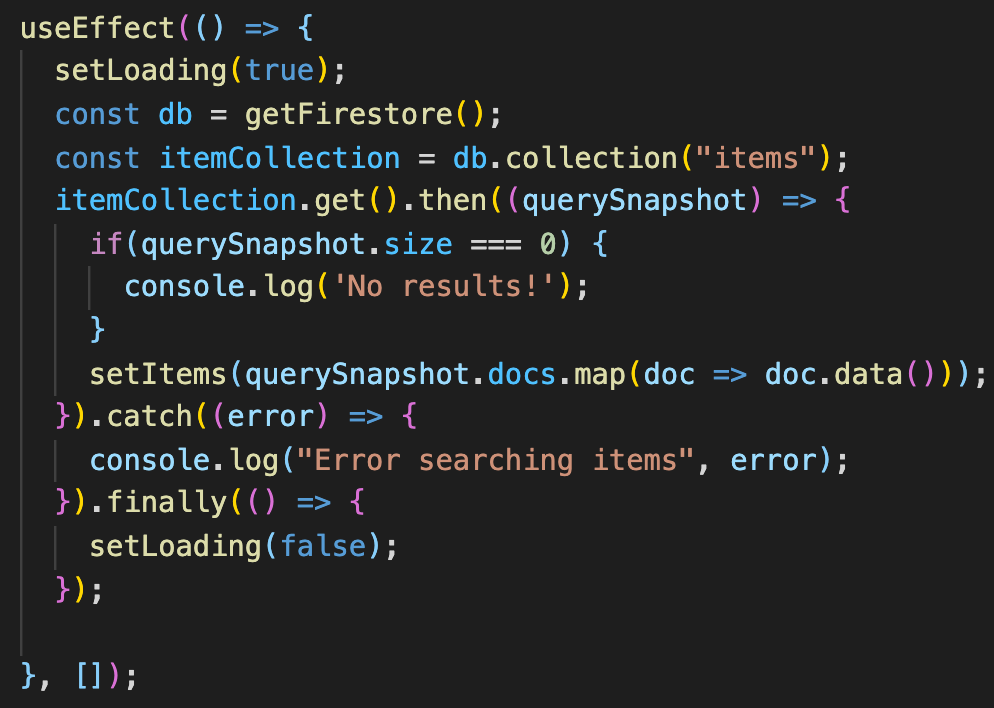 useEffect(() => {
  setLoading(true);
  const db = getFirestore();
  const itemCollection = db.collection("items");
  itemCollection.get().then((querySnapshot) => {
    if(querySnapshot.size === 0) {
      console.log('No results!');
    }
    setItems(querySnapshot.docs.map(doc => doc.data()));
  }).catch((error) => {
    console.log("Error searching items", error);
  }).finally(() => {
    setLoading(false);
  });
}, []);